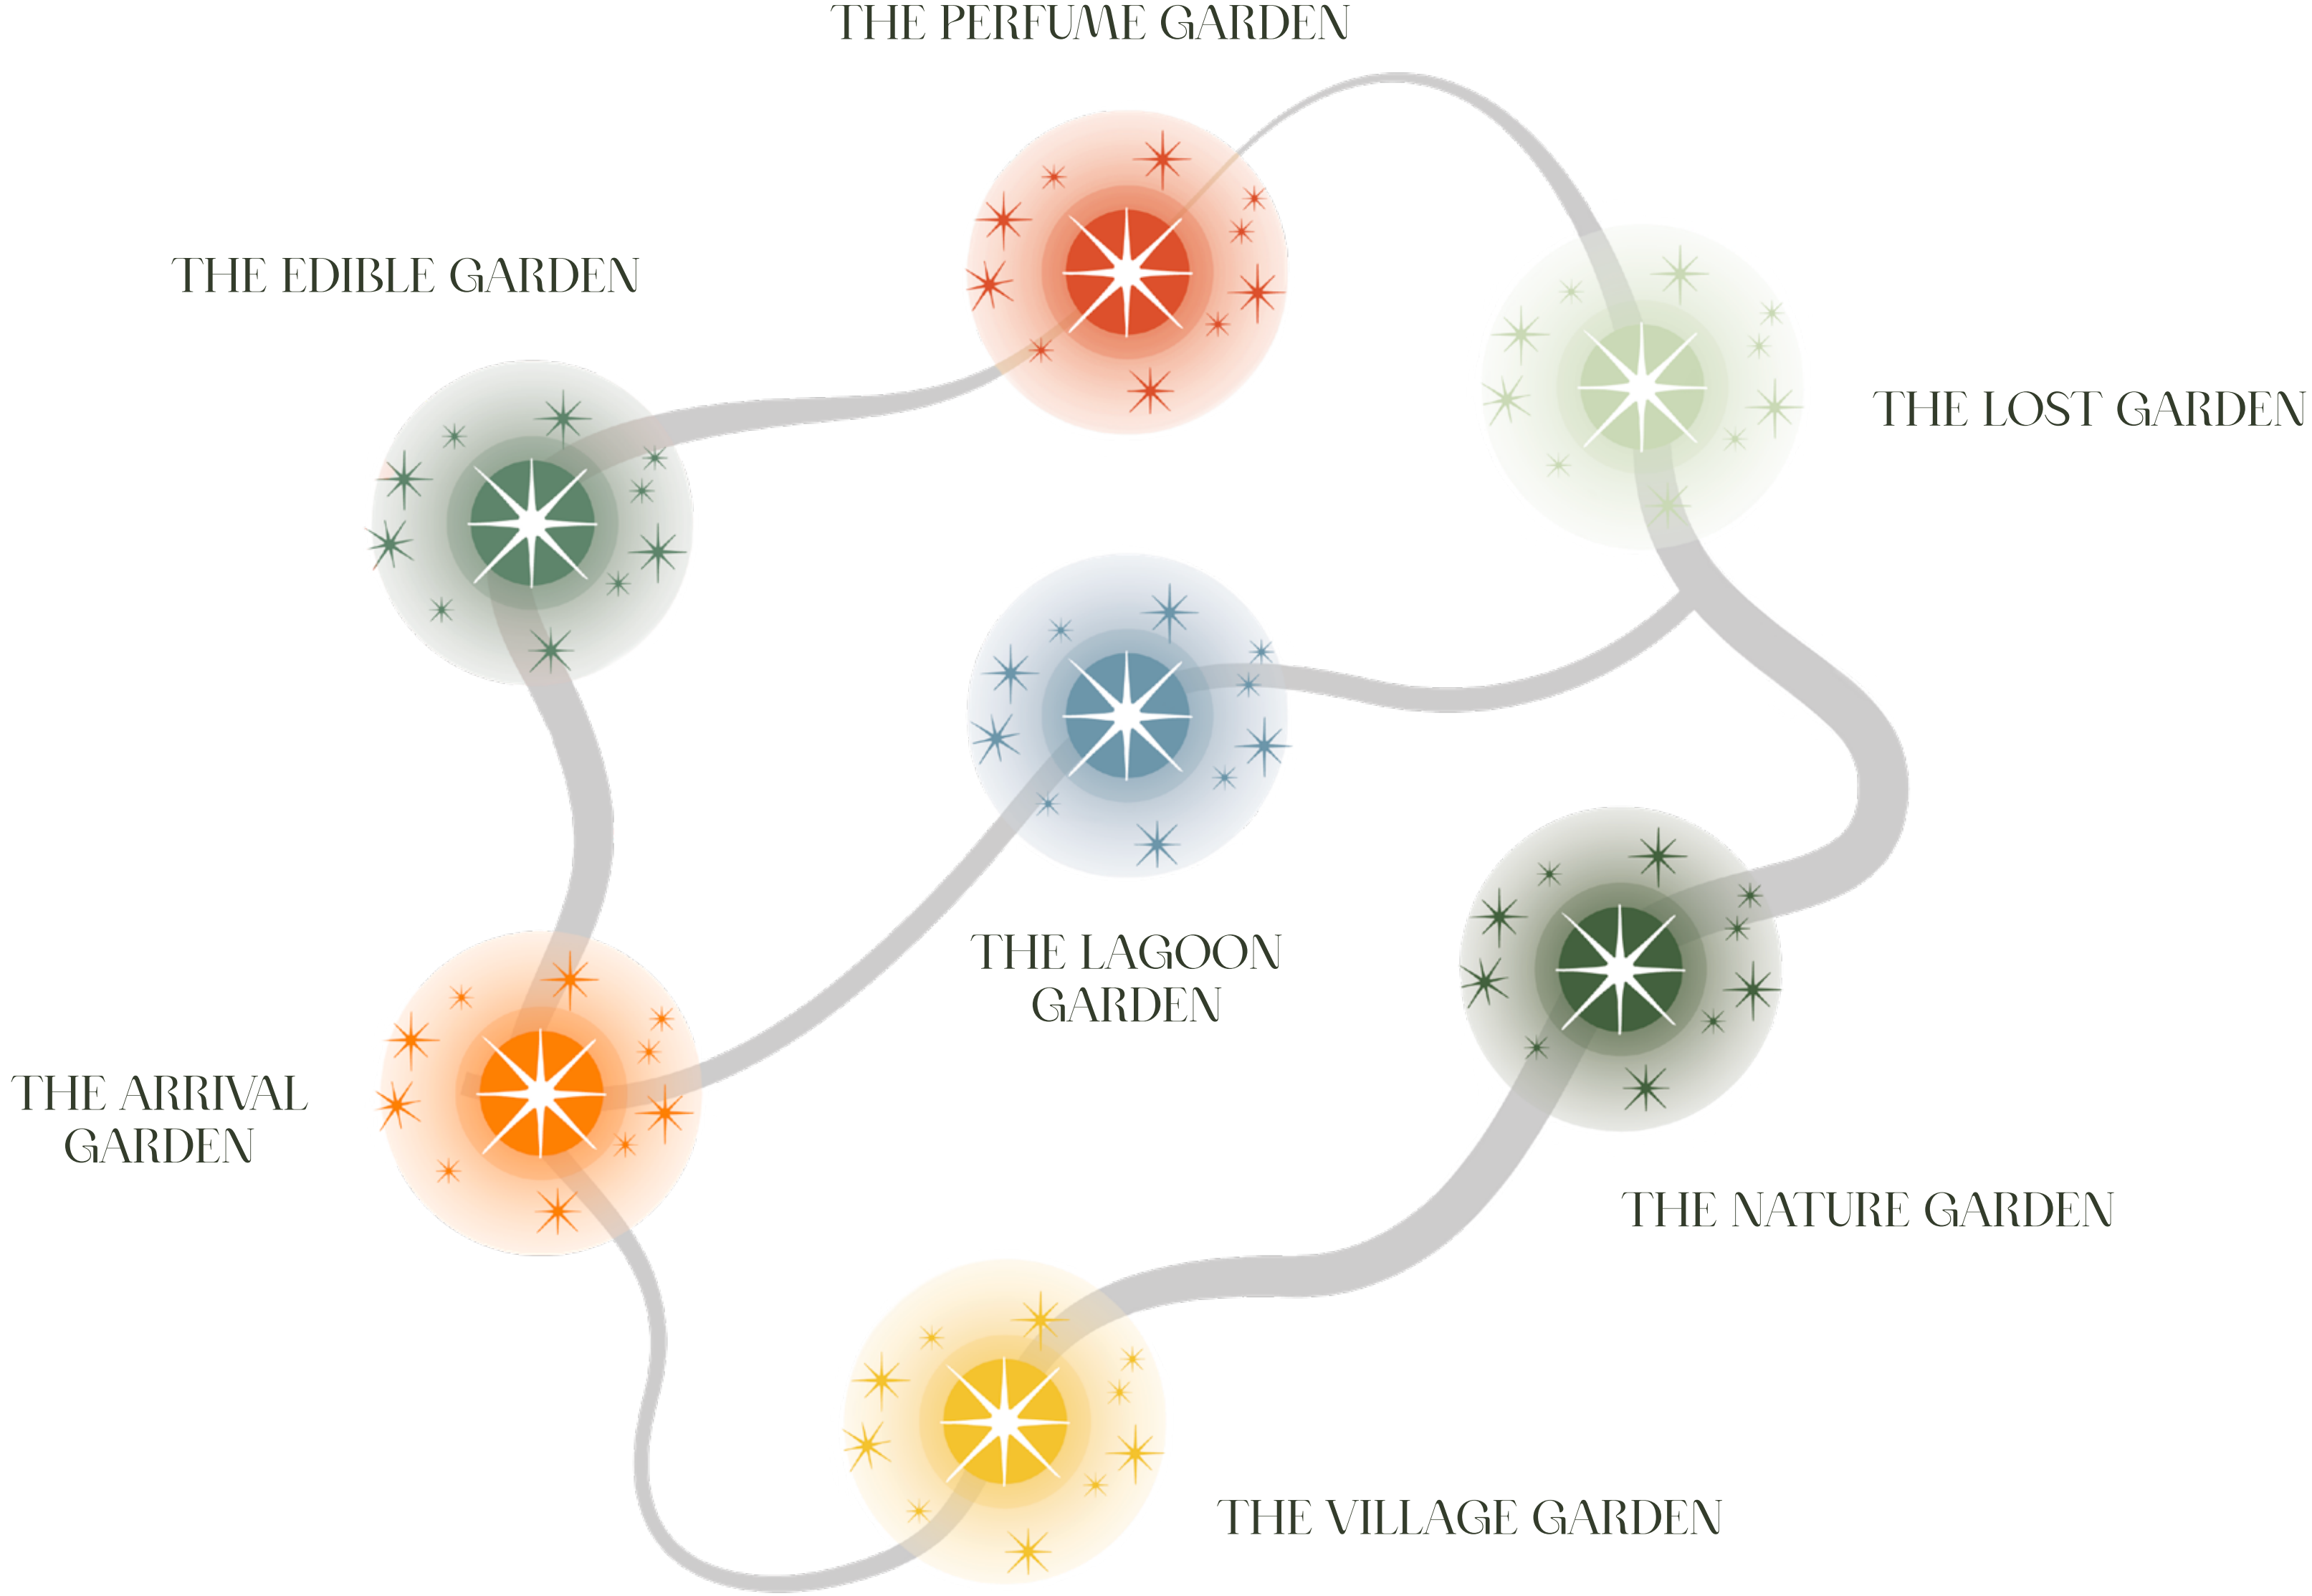 THE PERFUME GARDEN
THE EDIBLE GARDEN
THE LOST GARDEN
THE LAGOON
GARDEN
THE ARRIVAL
GARDEN
THE NATURE GARDEN
THE VILLAGE GARDEN